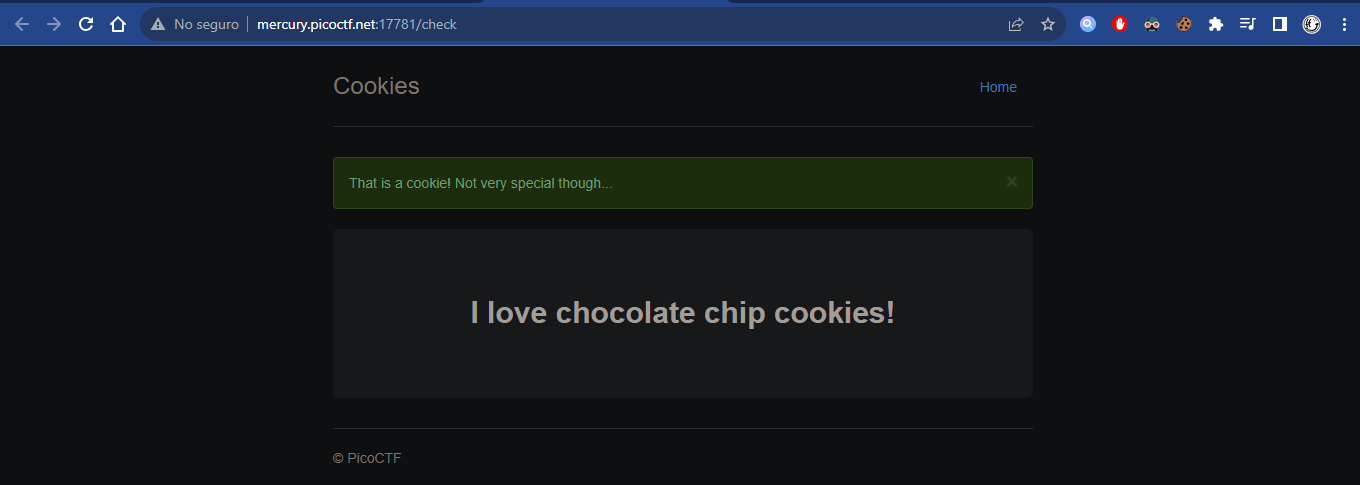 No seguro mercury.picoctf.net:17781/check
Cookies Home
That is a cookie! Not very special though... ×
I love chocolate chip cookies!
© PicoCTF